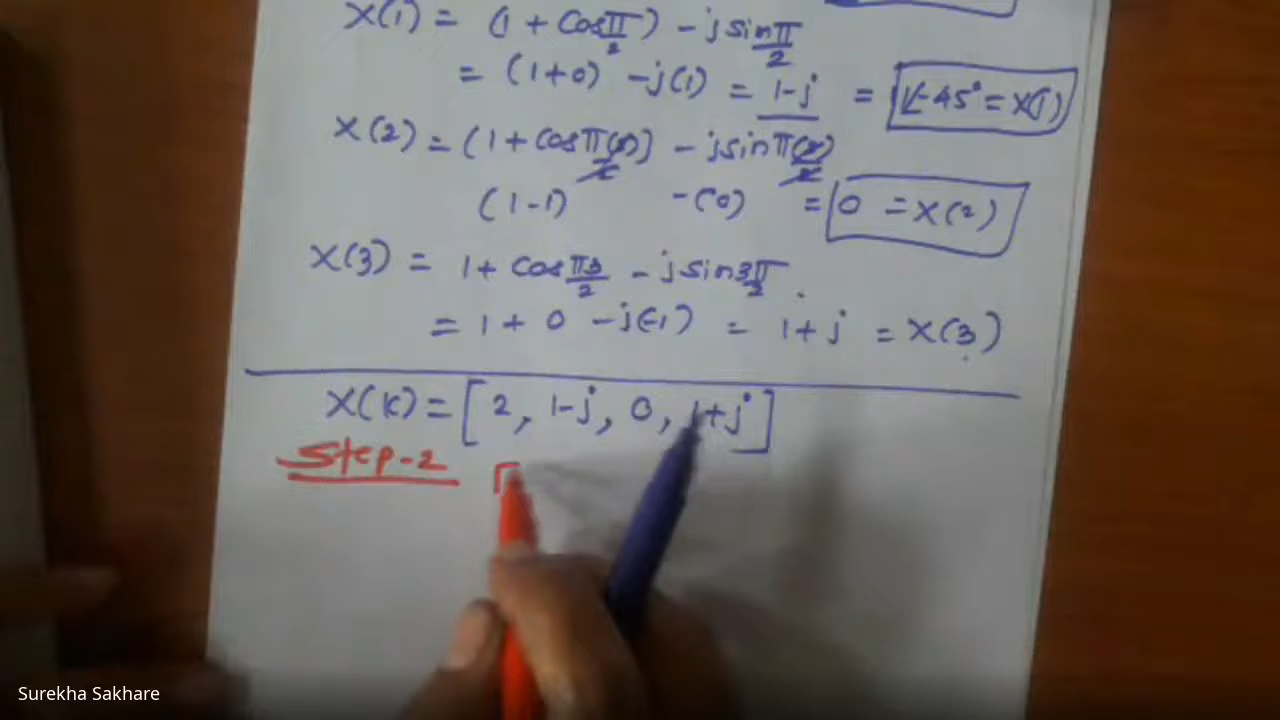 X(1) = (1 + Cos π/2) - j sin π/2
= (1+0) - j(1) = 1-j = 1∠-45° = X(1)
X(2) = (1 + cos π(2)/2) - j sin π(2)/2
(1-1) -(0) = 0 = X(2)
X(3) = 1 + Cos π3/2 - j sin 3π/2
= 1 + 0 - j(-1) = 1+j = X(3)
X(k) = [2, 1-j, 0, 1+j]
Step-2
Surekha Sakhare